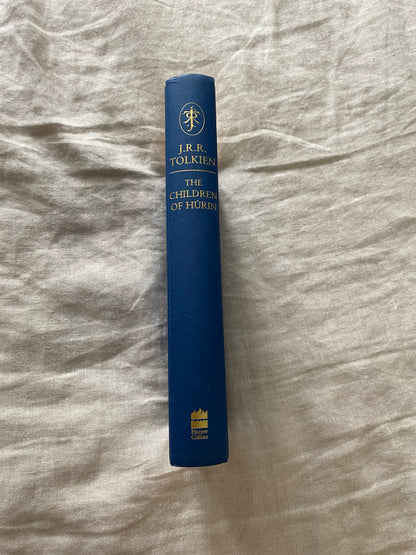 J.R.R.
TOLKIEN
THE
CHILDREN
OF HÚRIN
Harper
Collins